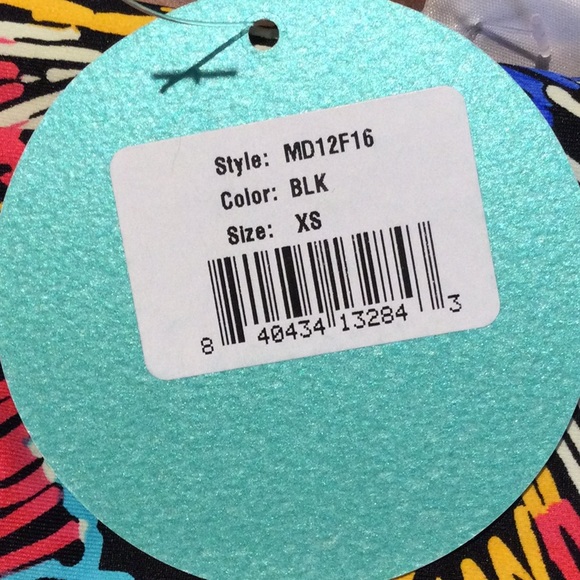 Style: MD12F16
Color: BLK
Size: XS
8 40434 13284 3